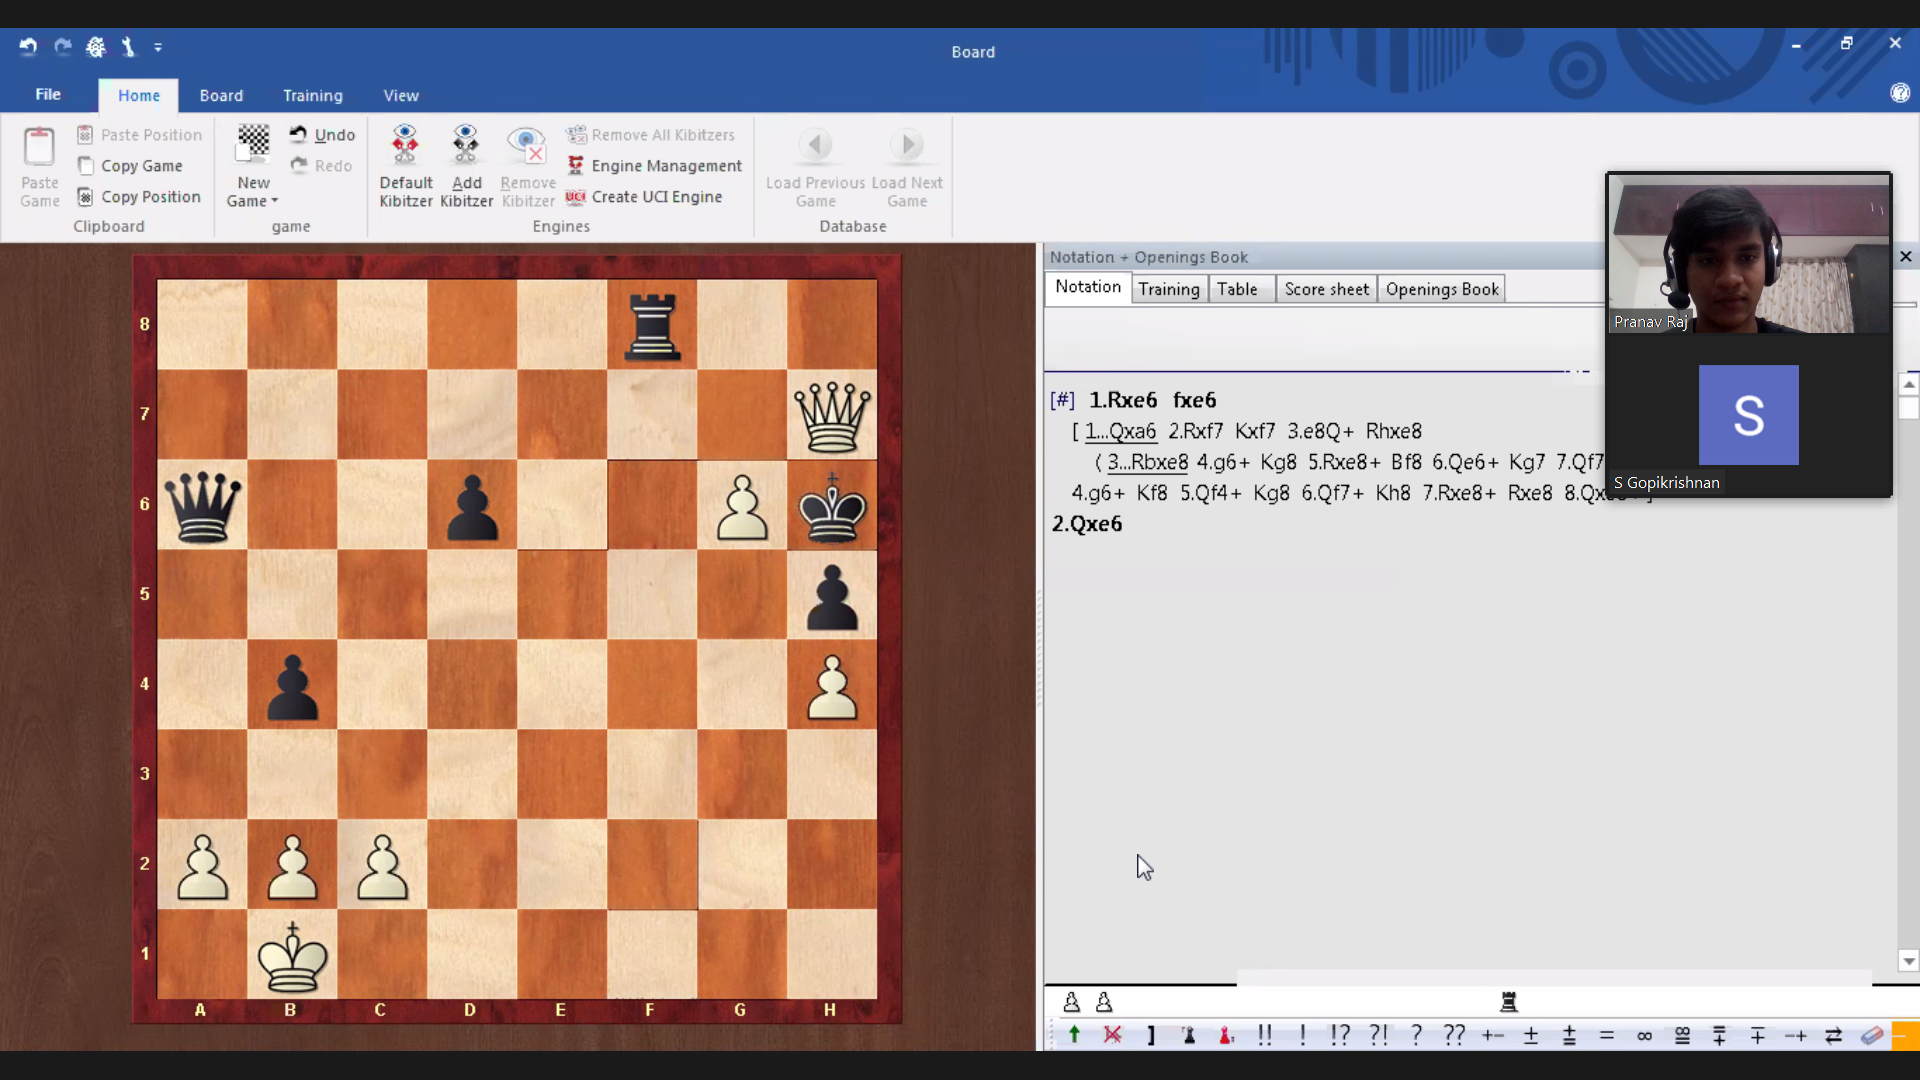 Board
File Home Board Training View
Paste Game
Paste Position
Copy Game
Copy Position
Clipboard
New Game
Undo
Redo
game
Default Kibitzer
Add Kibitzer
Remove Kibitzer
Remove All Kibitzers
Engine Management
UCI Create UCI Engine
Engines
Load Previous Game
Load Next Game
Database
8
7
6
5
4
3
2
1
A B C D E F G H
Notation + Openings Book
Notation Training Table Score sheet Openings Book
[#] 1.Rxe6 fxe6
[ 1...Qxa6 2.Rxf7 Kxf7 3.e8Q+ Rhxe8
( 3...Rbxe8 4.g6+ Kg8 5.Rxe8+ Bf8 6.Qe6+ Kg7 7.Qf7
4.g6+ Kf8 5.Qf4+ Kg8 6.Qf7+ Kh8 7.Rxe8+ Rxe8
2.Qxe6
Pranav Raj
S
S Gopikrishnan
] !! ! !? ?! ? ?? +− ± ⩲ = ∞ ⩱ ∓ −+ ⇄